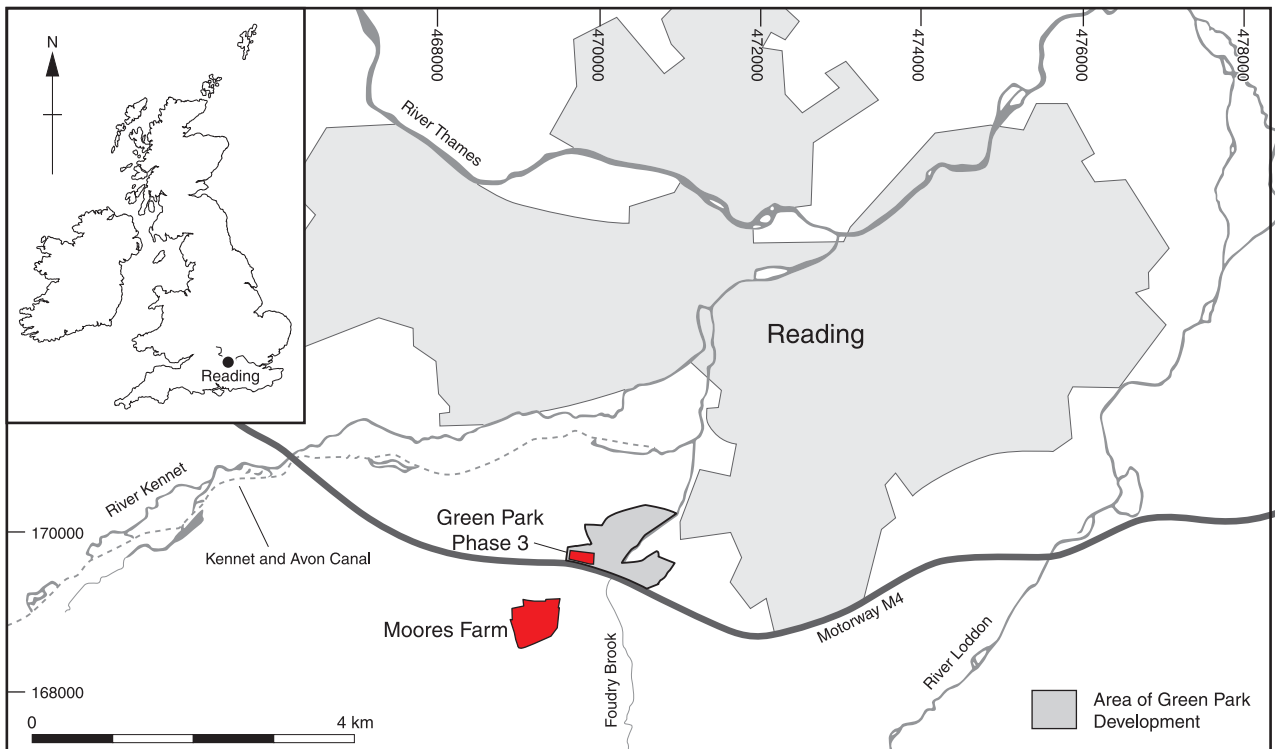 N
Reading
468000
470000
472000
474000
476000
478000
River Thames
Reading
River Kennet
Kennet and Avon Canal
170000
Green Park
Phase 3
Moores Farm
Motorway M4
Foudry Brook
River Loddon
168000
0
4 km
Area of Green Park
Development